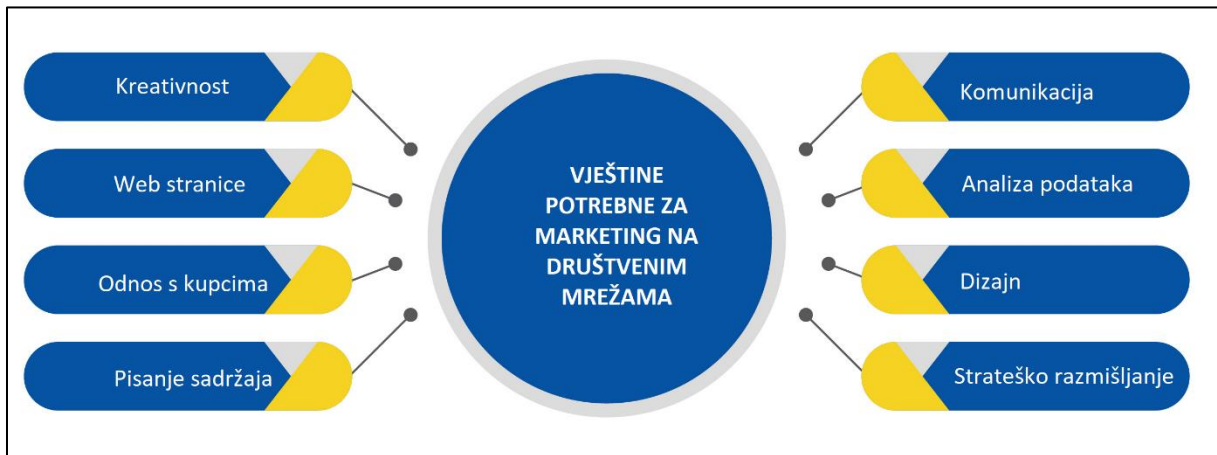 Kreativnost
Web stranice
Odnos s kupcima
Pisanje sadržaja
VJEŠTINE
POTREBNE ZA
MARKETING NA
DRUŠTVENIM
MREŽAMA
Komunikacija
Analiza podataka
Dizajn
Strateško razmišljanje